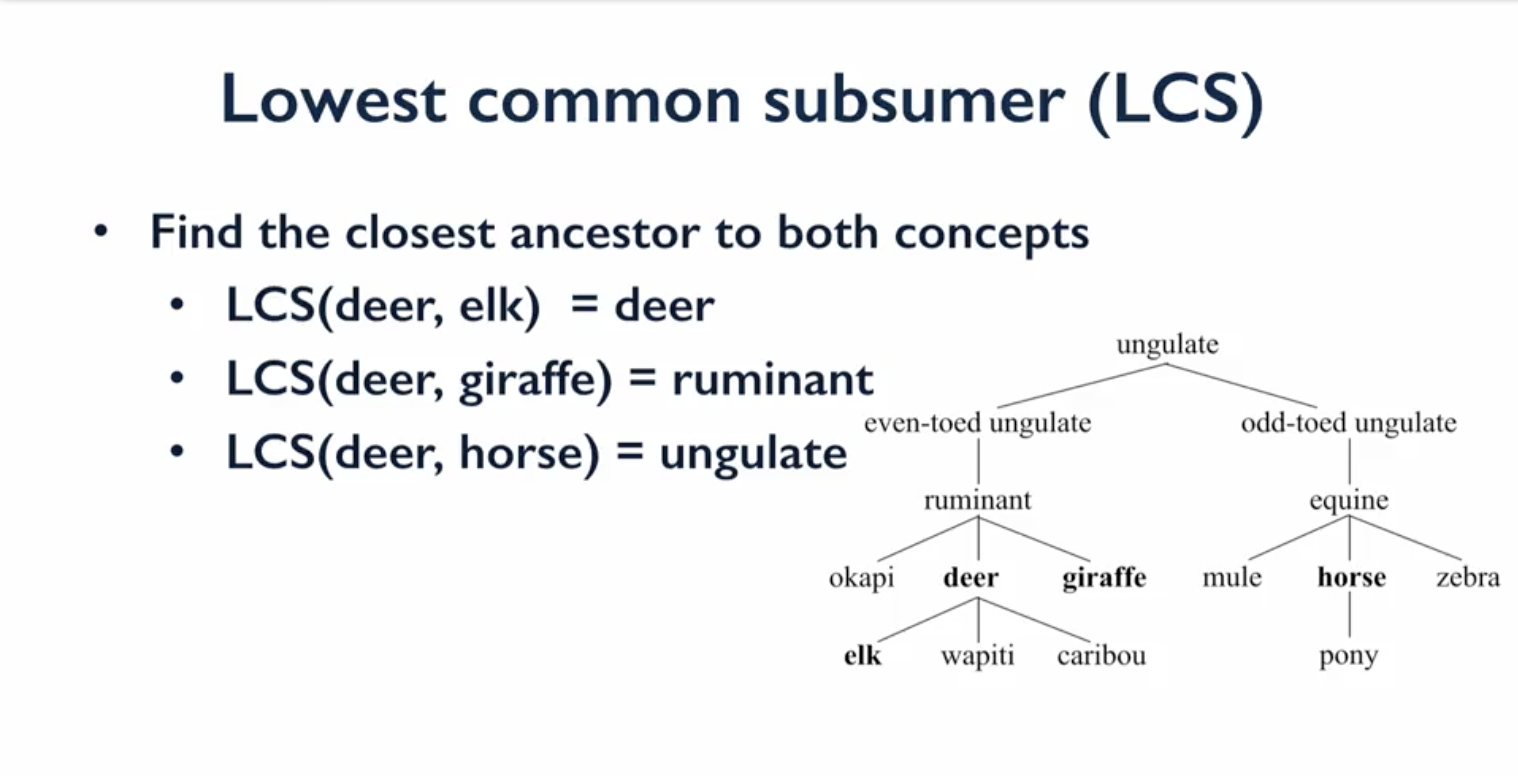 Lowest common subsumer (LCS)
• Find the closest ancestor to both concepts
• LCS(deer, elk) = deer
• LCS(deer, giraffe) = ruminant
• LCS(deer, horse) = ungulate
ungulate
even-toed ungulate odd-toed ungulate
ruminant equine
okapi deer giraffe mule horse zebra
elk wapiti caribou pony